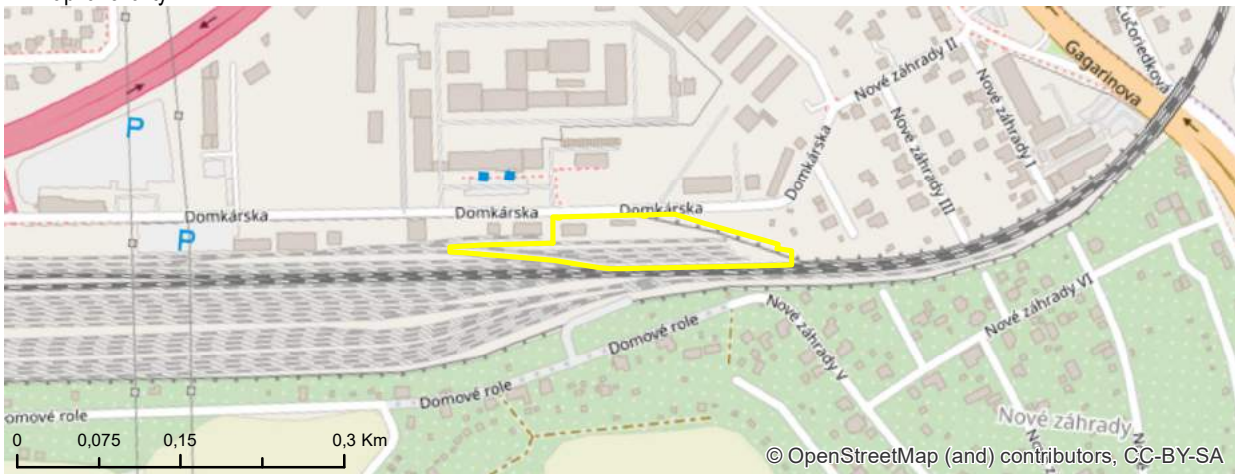 Čučoriedková
Gagarinova
Nové záhrady II
Nové záhrady I
Nové záhrady III
P
Domkárska
Domkárska
Domkárska
Domkárska
P
Nové záhrady VI
Nové záhrady V
Domové role
Domové role
Nové záhrady
0 0,075 0,15 0,3 Km
© OpenStreetMap (and) contributors, CC-BY-SA